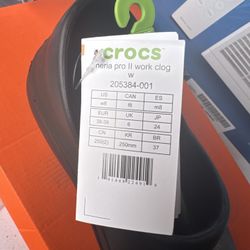 crocs
neria pro II work clog
w
205384-001
US CAN ES
w8 i6 m8
EUR UK JP
38-39 6 24
CN KR BR
250(2) 250mm 37